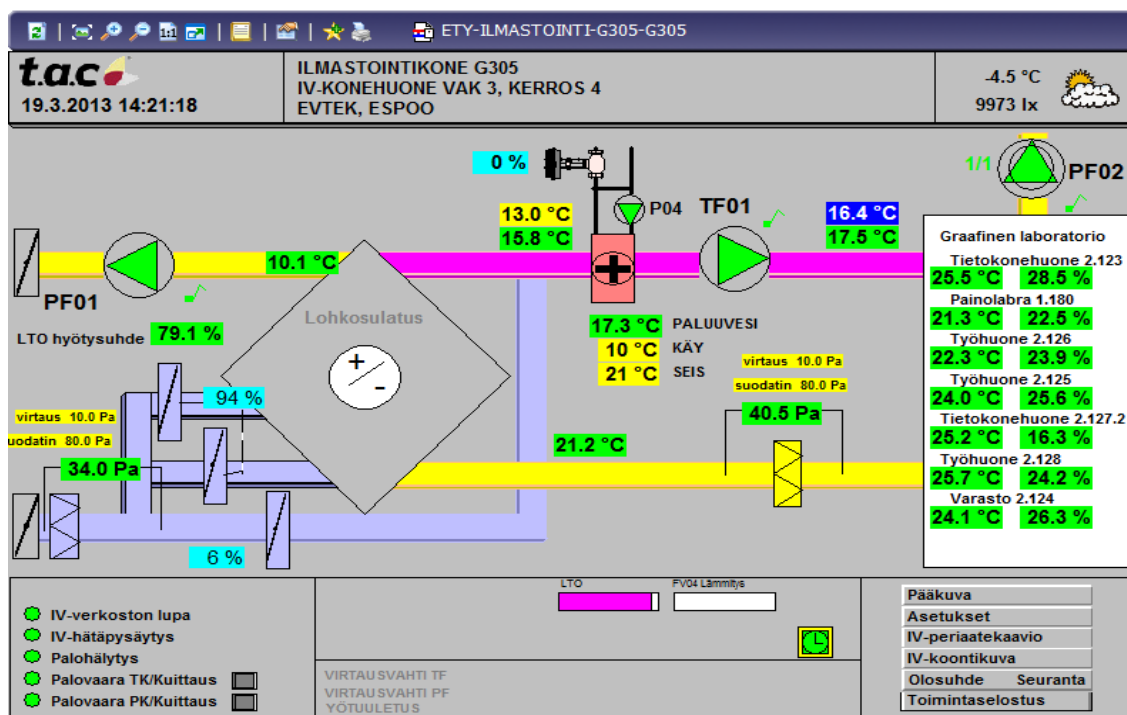 ETY-ILMASTOINTI-G305-G305
t.a.c
19.3.2013 14:21:18
ILMASTOINTIKONE G305
IV-KONEHUONE VAK 3, KERROS 4
EVTEK, ESPOO
-4.5 °C
9973 lx
0 %
1/1
PF02
13.0 °C
15.8 °C
P04
TF01
16.4 °C
17.5 °C
10.1 °C
PF01
LTO hyötysuhde 79.1 %
Lohkosulatus
+
-
17.3 °C PALUUVESI
10 °C KÄY
21 °C SEIS
virtaus 10.0 Pa
suodatin 80.0 Pa
40.5 Pa
94 %
virtaus 10.0 Pa
uodatin 80.0 Pa
34.0 Pa
21.2 °C
6 %
Graafinen laboratorio
Tietokonehuone 2.123
25.5 °C 28.5 %
Painolabra 1.180
21.3 °C 22.5 %
Työhuone 2.126
22.3 °C 23.9 %
Työhuone 2.125
24.0 °C 25.6 %
Tietokonehuone 2.127.2
25.2 °C 16.3 %
Työhuone 2.128
25.7 °C 24.2 %
Varasto 2.124
24.1 °C 26.3 %
IV-verkoston lupa
IV-hätäpysäytys
Palohälytys
Palovaara TK/Kuittaus
Palovaara PK/Kuittaus
LTO
FV04 Lämmitys
VIRTAUSVAHTI TF
VIRTAUSVAHTI PF
YÖTUULETUS
Pääkuva
Asetukset
IV-periaatekaavio
IV-koontikuva
Olosuhde Seuranta
Toimintaselostus